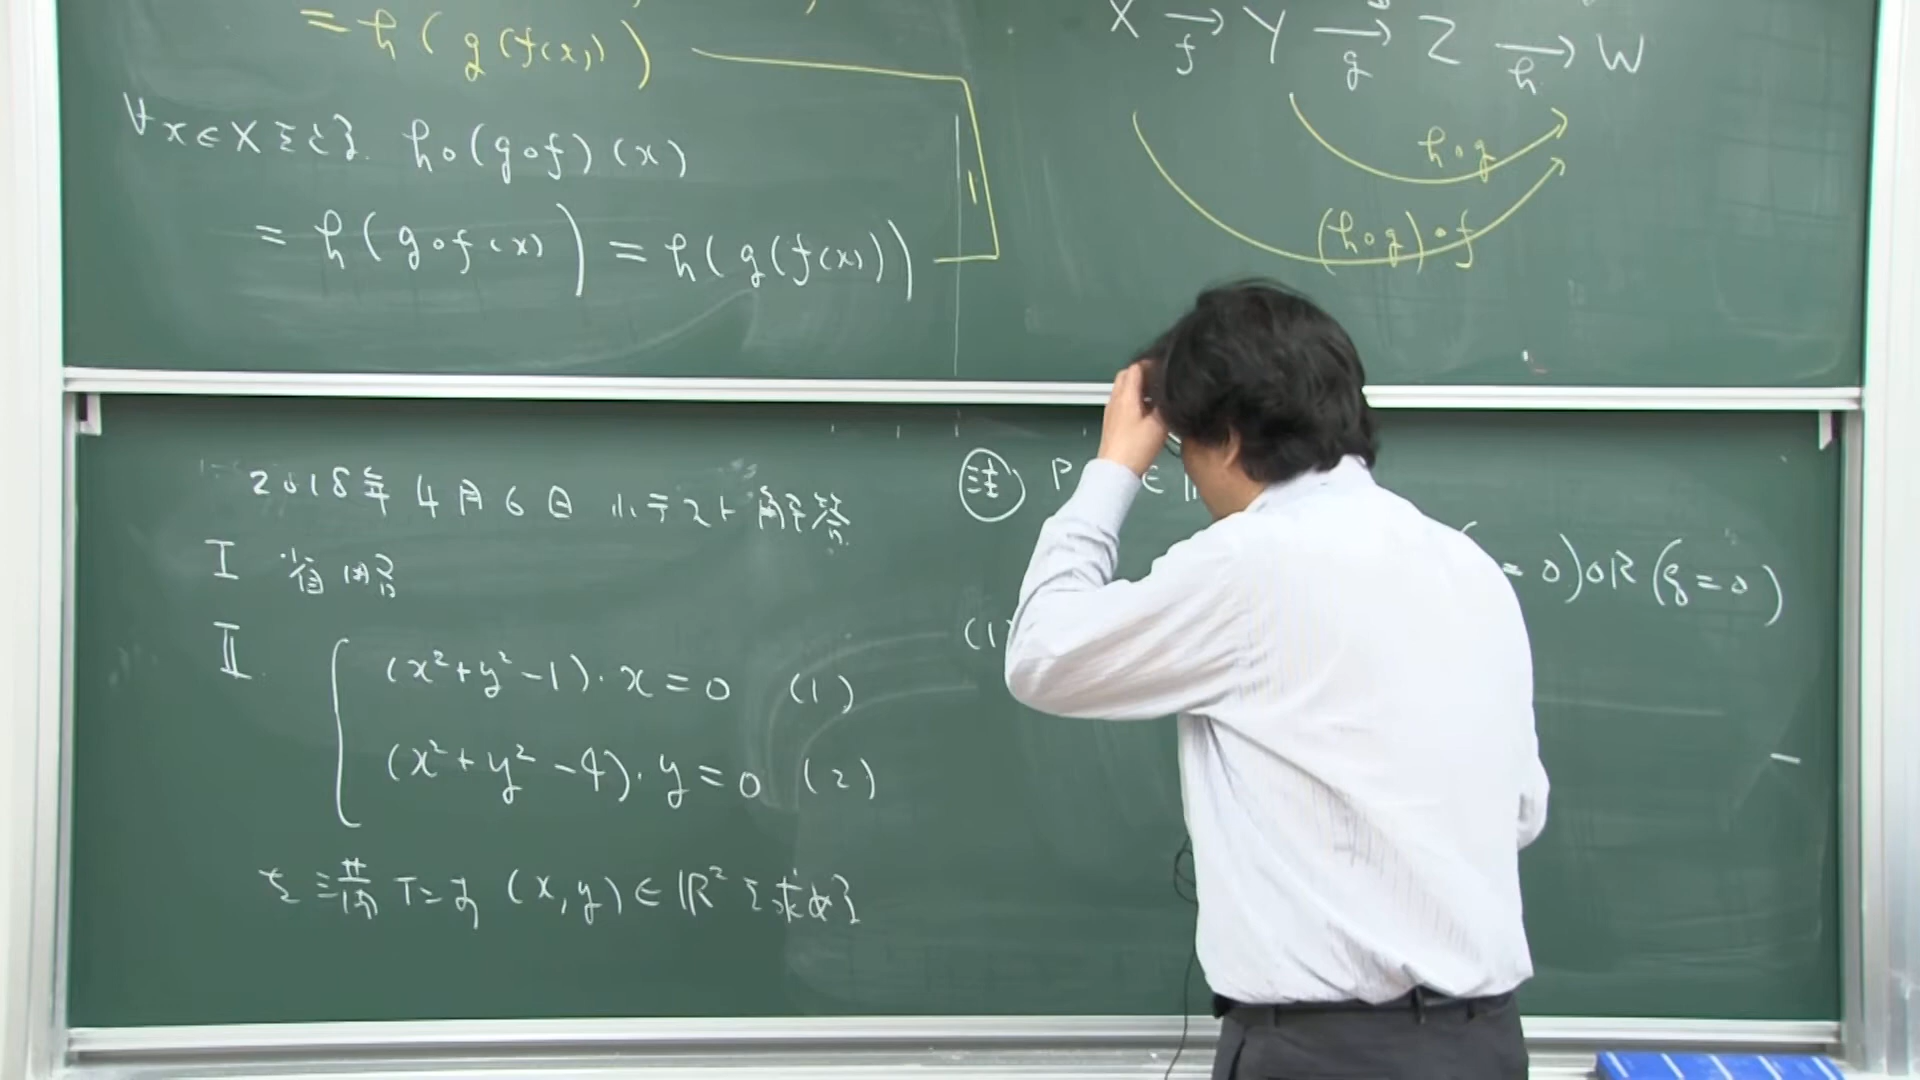 = h(g(f(x)))
∀x∈X に対し h∘(g∘f)(x)
= h(g∘f(x)) = h(g(f(x)))
X →f Y →g Z →h W
h∘g
(h∘g)∘f
2018年4月6日 小テスト解答
I 省略
II
(x²+y²-1)・x=0 (1)
(x²+y²-4)・y=0 (2)
を満たす (x,y)∈ℝ² を求めよ
注 P ∈
= 0) OR (q=0)
(1)